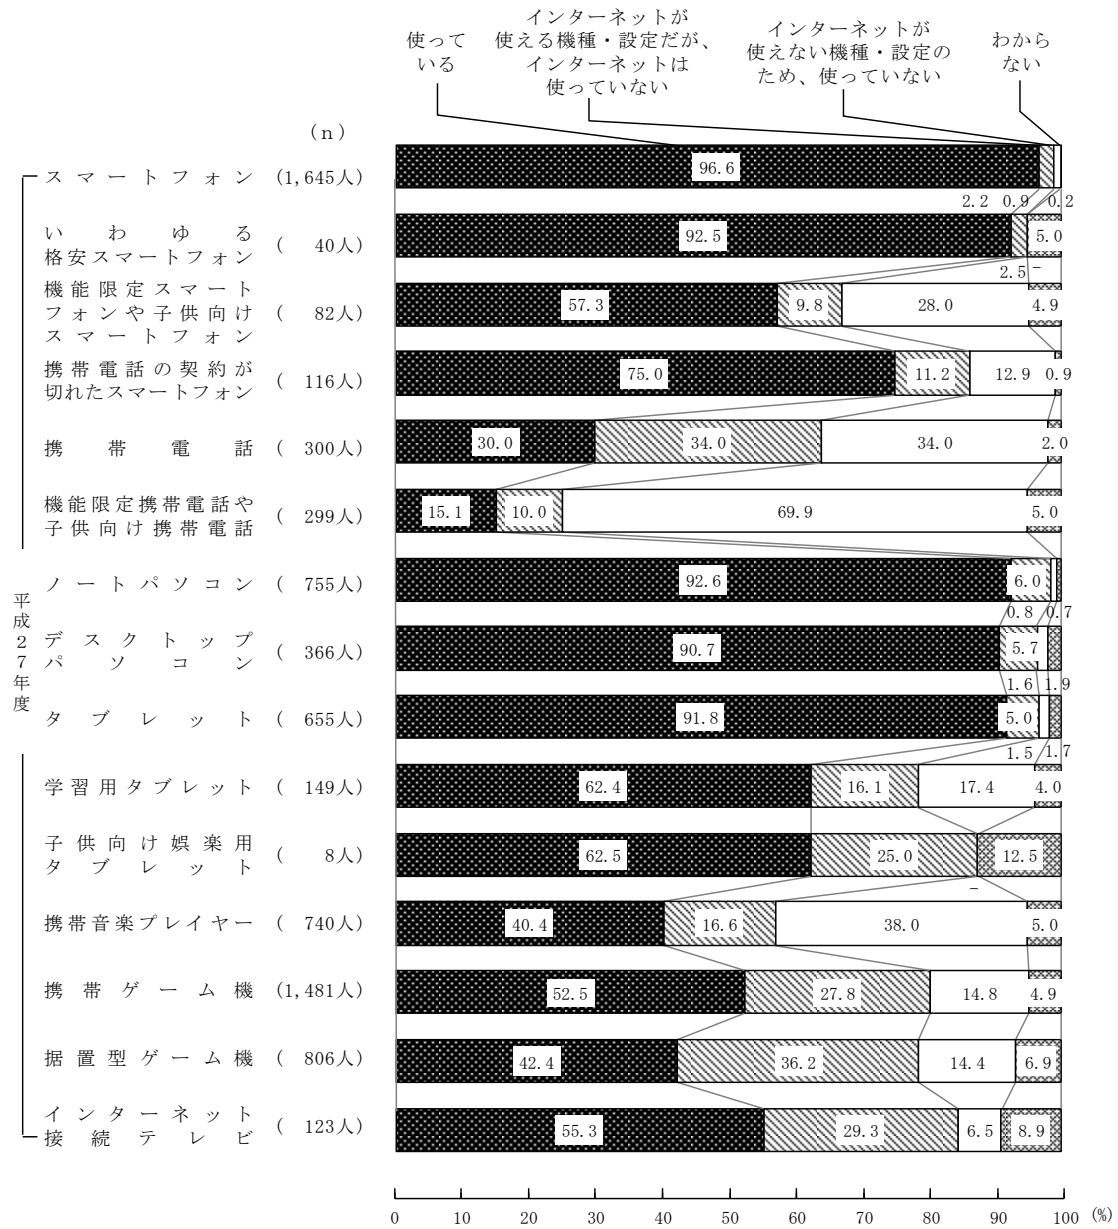 使って
いる
インターネットが
使える機種・設定だが、
インターネットは
使っていない
インターネットが
使えない機種・設定の
ため、使っていない
わから
ない
(n)
スマートフォン (1,645人) 96.6
2.2 0.9 0.2
いわゆる
格安スマートフォン ( 40人) 92.5 5.0
2.5 －
機能限定スマート
フォンや子供向け
スマートフォン ( 82人) 57.3 9.8 28.0 4.9
携帯電話の契約が
切れたスマートフォン ( 116人) 75.0 11.2 12.9 0.9
携帯電話 ( 300人) 30.0 34.0 34.0 2.0
機能限定携帯電話や
子供向け携帯電話 ( 299人) 15.1 10.0 69.9 5.0
平成27年度
ノートパソコン ( 755人) 92.6 6.0
0.8 0.7
デスクトップ
パソコン ( 366人) 90.7 5.7
1.6 1.9
タブレット ( 655人) 91.8 5.0
1.5 1.7
学習用タブレット ( 149人) 62.4 16.1 17.4 4.0
子供向け娯楽用
タブレット ( 8人) 62.5 25.0 12.5
－
携帯音楽プレイヤー ( 740人) 40.4 16.6 38.0 5.0
携帯ゲーム機 (1,481人) 52.5 27.8 14.8 4.9
据置型ゲーム機 ( 806人) 42.4 36.2 14.4 6.9
インターネット
接続テレビ ( 123人) 55.3 29.3 6.5 8.9
0 10 20 30 40 50 60 70 80 90 100 (%)